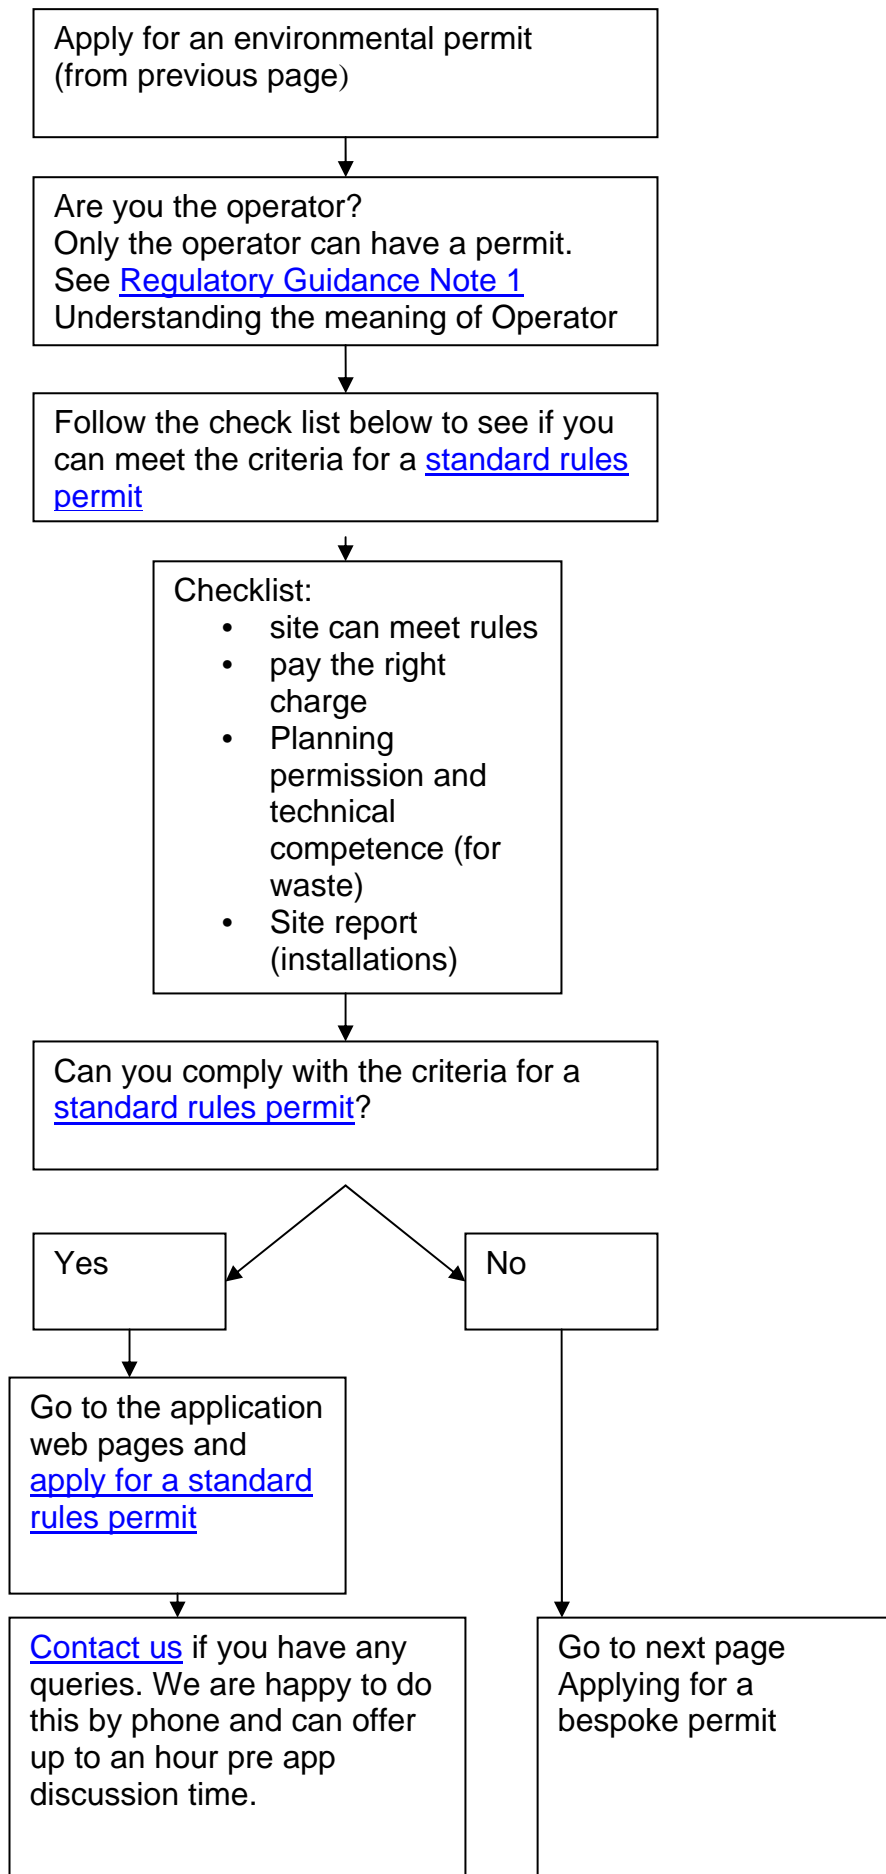 Apply for an environmental permit
(from previous page)
Are you the operator?
Only the operator can have a permit.
See Regulatory Guidance Note 1
Understanding the meaning of Operator
Follow the check list below to see if you
can meet the criteria for a standard rules
permit
Checklist:
• site can meet rules
• pay the right
charge
• Planning
permission and
technical
competence (for
waste)
• Site report
(installations)
Can you comply with the criteria for a
standard rules permit?
Yes
No
Go to the application
web pages and
apply for a standard
rules permit
Contact us if you have any
queries. We are happy to do
this by phone and can offer
up to an hour pre app
discussion time.
Go to next page
Applying for a
bespoke permit